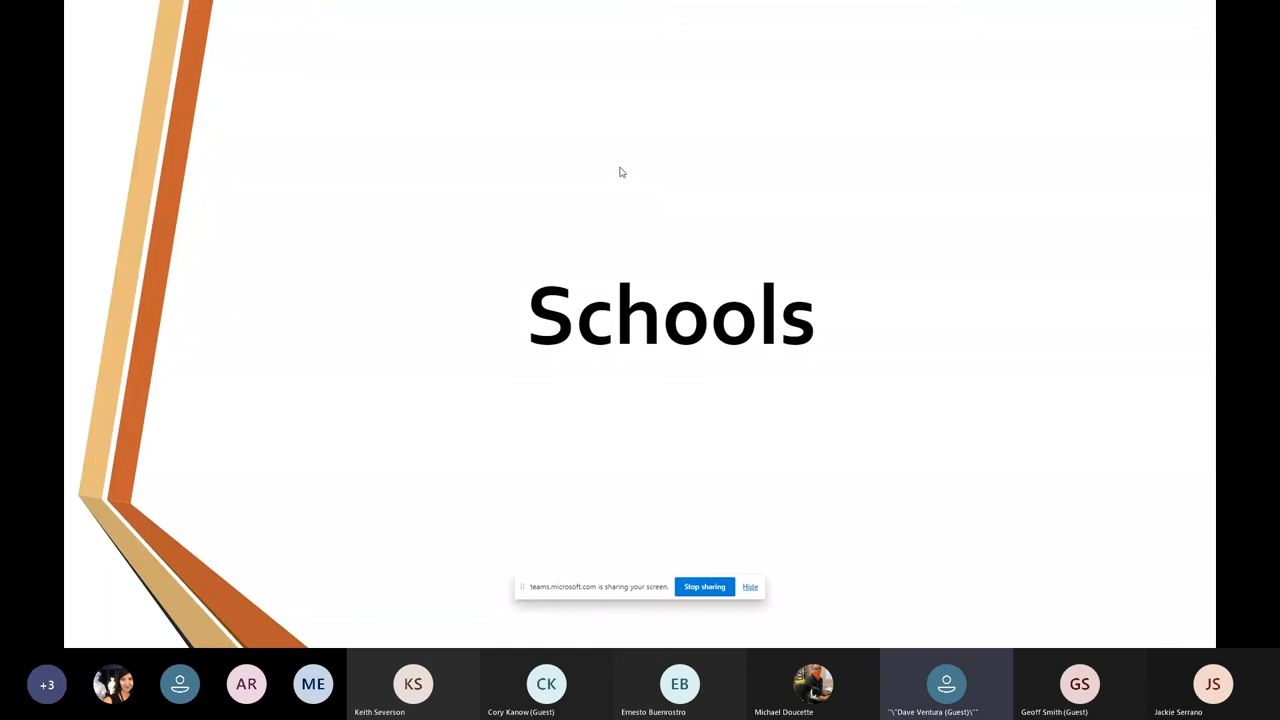 Schools
teams.microsoft.com is sharing your screen. Stop sharing Hide
+3 AR ME KS CK EB GS JS
Keith Severson Cory Kanow (Guest) Ernesto Buenrostro Michael Doucette "\"Dave Ventura (Guest)\"" Geoff Smith (Guest) Jackie Serrano